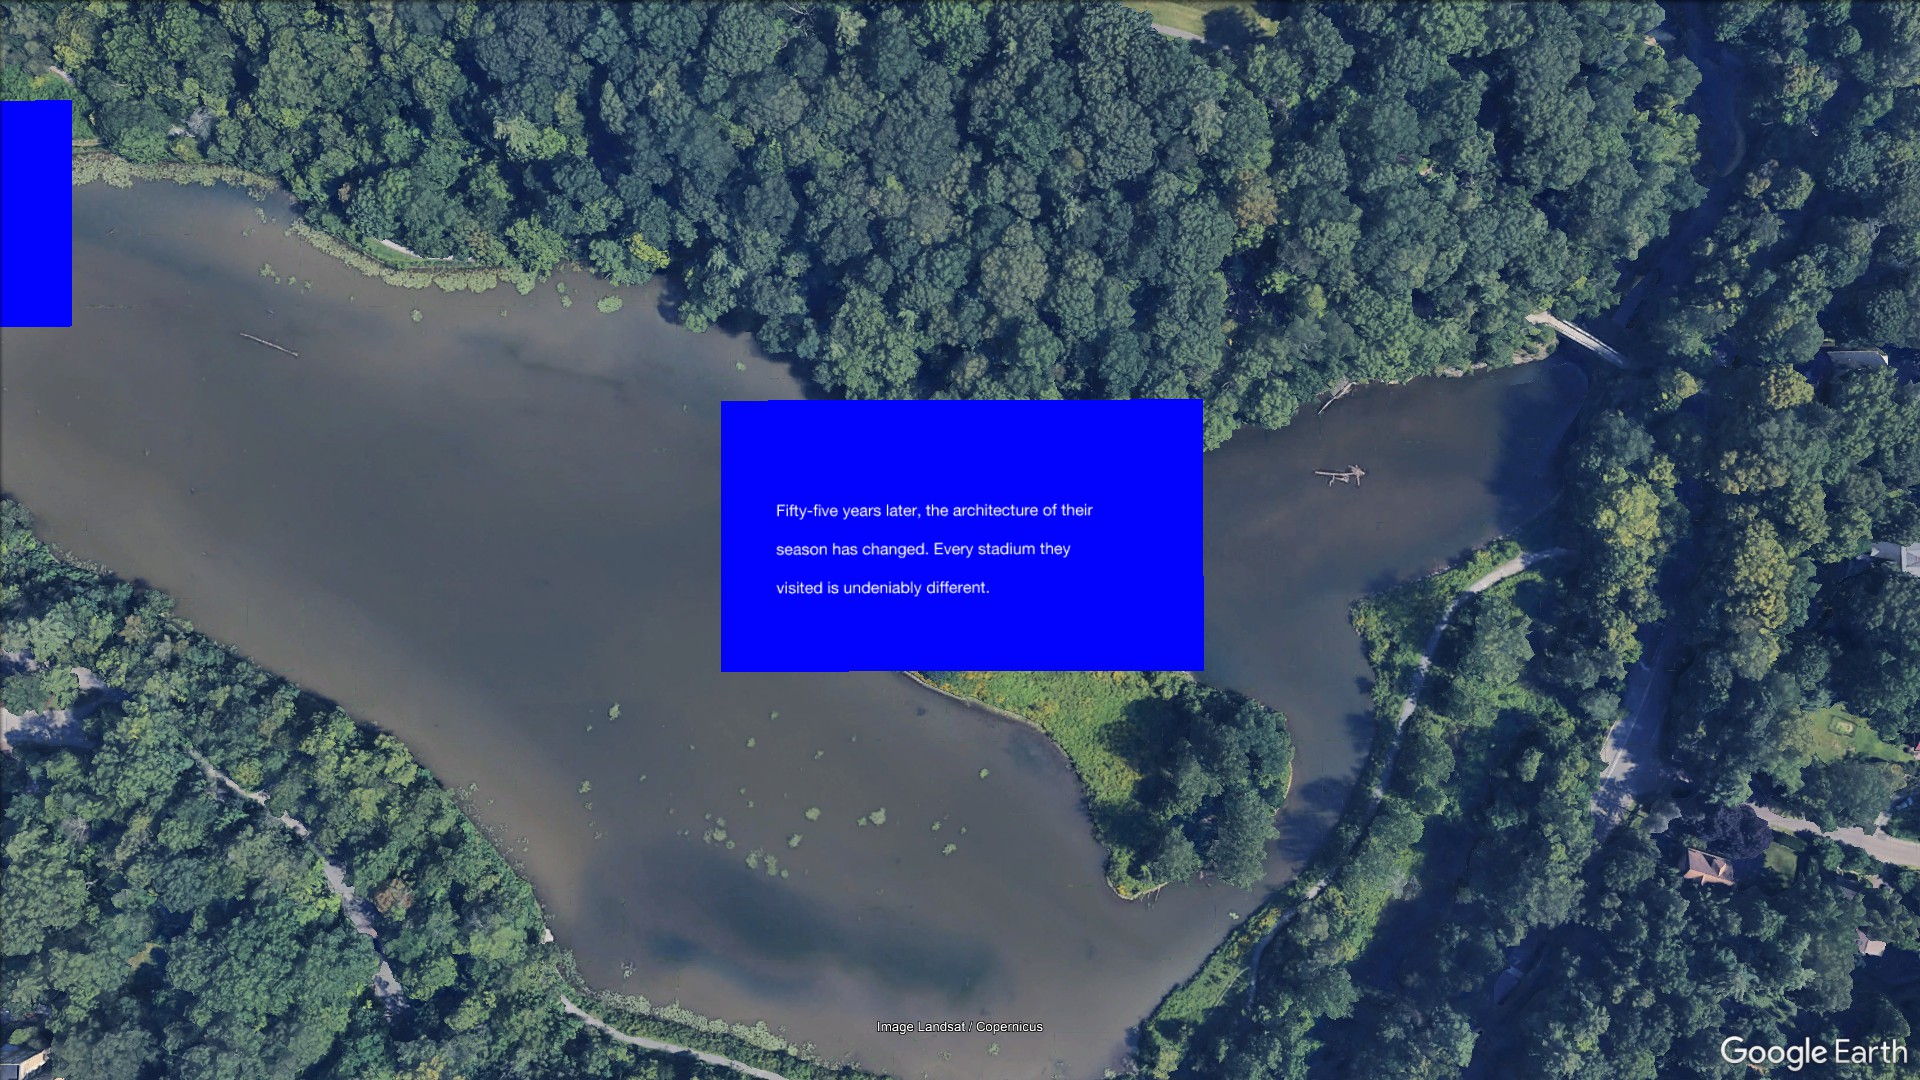 Fifty-five years later, the architecture of their
season has changed. Every stadium they
visited is undeniably different.
Image Landsat / Copernicus
Google Earth